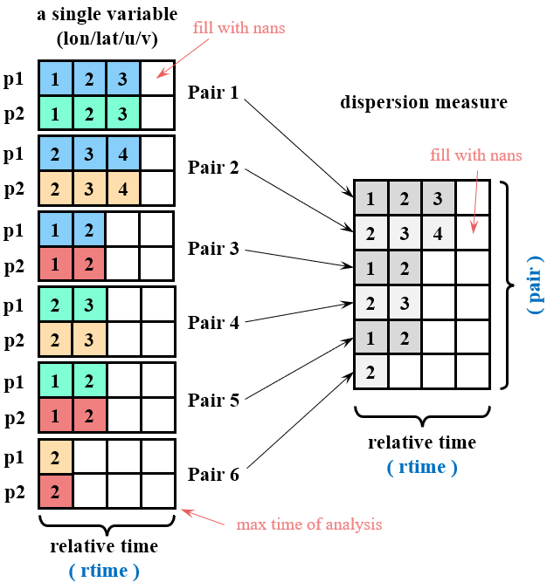 a single variable
(lon/lat/u/v)
fill with nans
p1 1 2 3
p2 1 2 3
Pair 1
p1 2 3 4
p2 2 3 4
Pair 2
p1 1 2
p2 1 2
Pair 3
p1 2 3
p2 2 3
Pair 4
p1 1 2
p2 1 2
Pair 5
p1 2
p2 2
Pair 6
max time of analysis
relative time
( rtime )
dispersion measure
fill with nans
1 2 3
2 3 4
1 2
2 3
1 2
2
( pair )
relative time
( rtime )